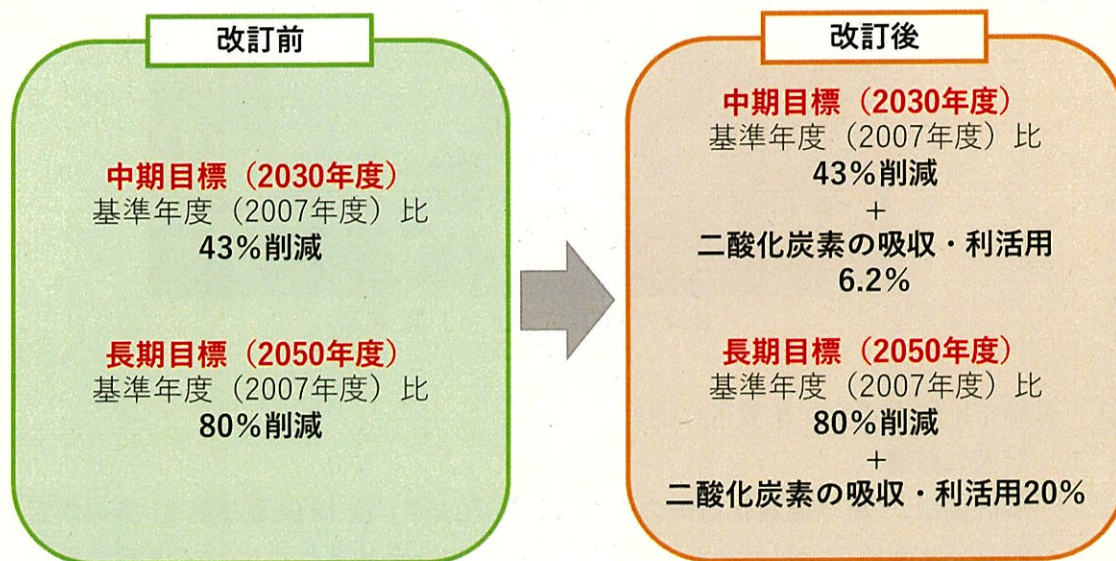 改訂前
中期目標（2030年度）
基準年度（2007年度）比
43%削減
長期目標（2050年度）
基準年度（2007年度）比
80%削減
改訂後
中期目標（2030年度）
基準年度（2007年度）比
43%削減
+
二酸化炭素の吸収・利活用
6.2%
長期目標（2050年度）
基準年度（2007年度）比
80%削減
+
二酸化炭素の吸収・利活用20%